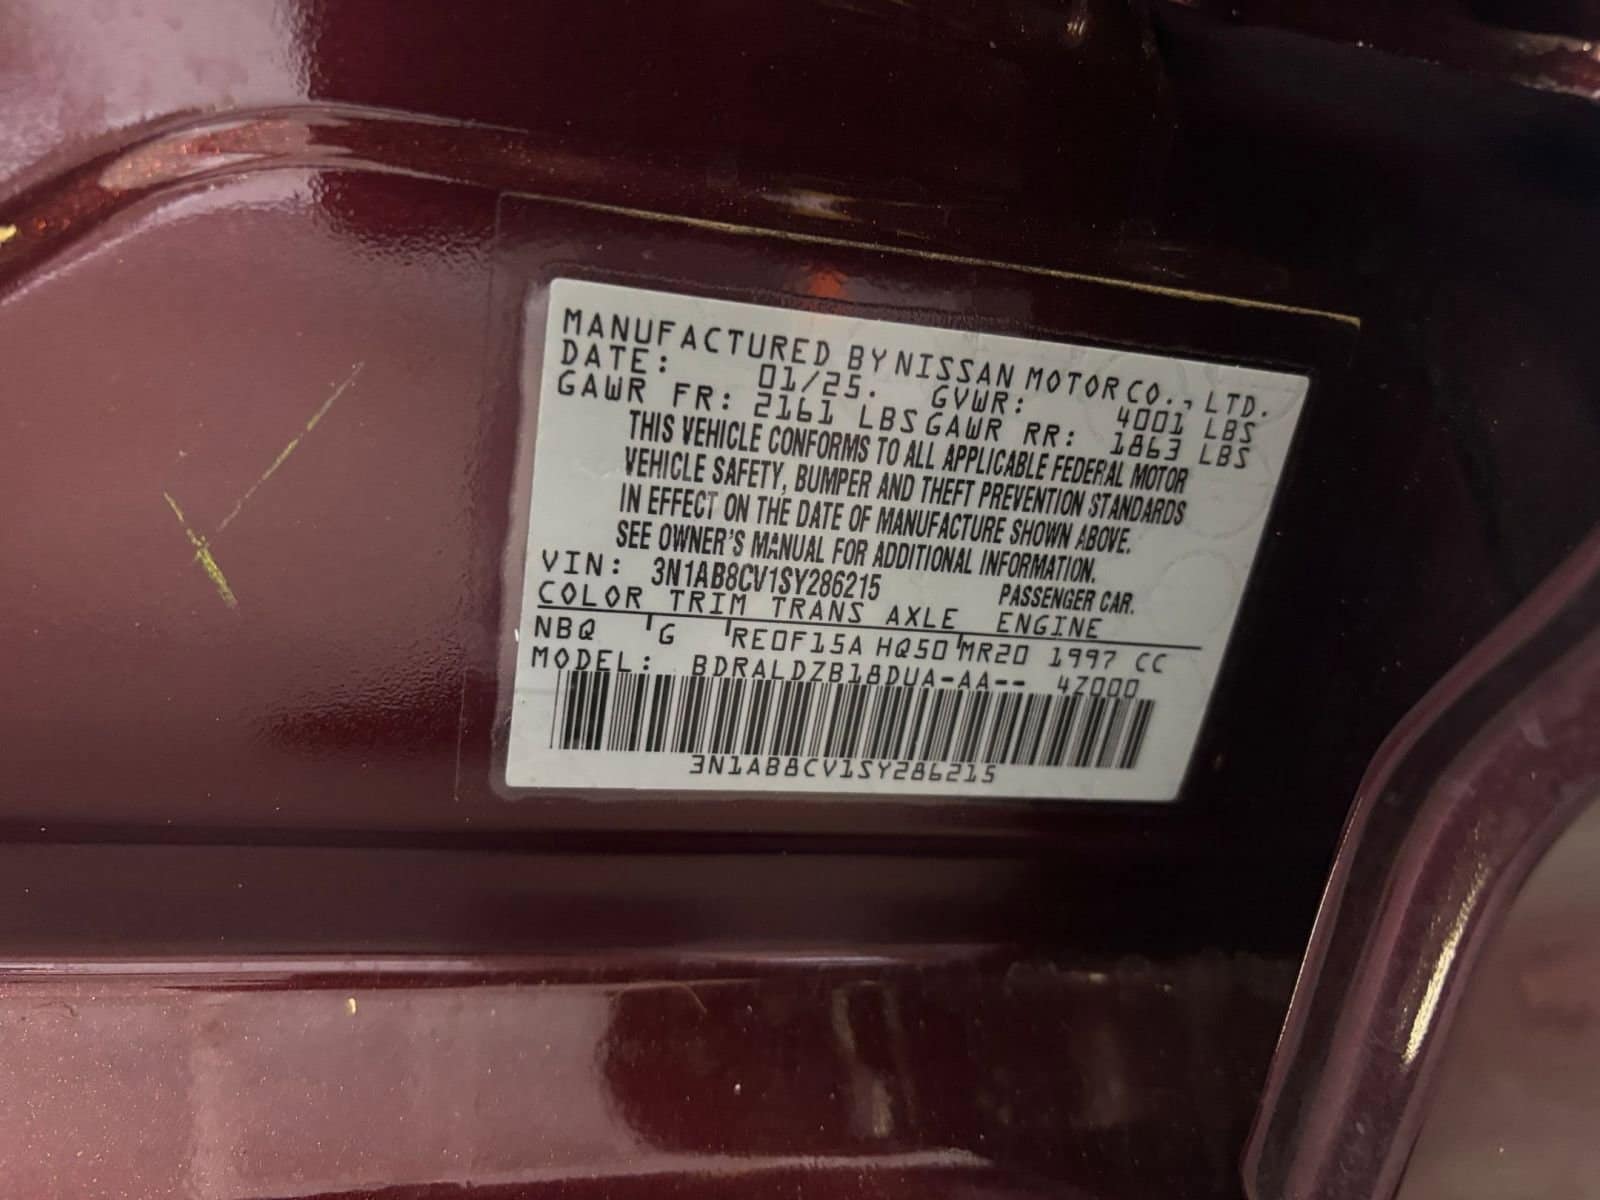 MANUFACTURED BY NISSAN MOTOR CO., LTD.
DATE: 01/25. GVWR: 4001 LBS
GAWR FR: 2161 LBS GAWR RR: 1863 LBS
THIS VEHICLE CONFORMS TO ALL APPLICABLE FEDERAL MOTOR
VEHICLE SAFETY, BUMPER AND THEFT PREVENTION STANDARDS
IN EFFECT ON THE DATE OF MANUFACTURE SHOWN ABOVE.
SEE OWNER'S MANUAL FOR ADDITIONAL INFORMATION.
VIN: 3N1AB8CV1SY286215 PASSENGER CAR.
COLOR TRIM TRANS AXLE ENGINE
NBQ G RE0F15A HQ50 MR20 1997 CC
MODEL: BDRALDZB18DUA-AA-- 4Z000
3N1AB8CV1SY286215